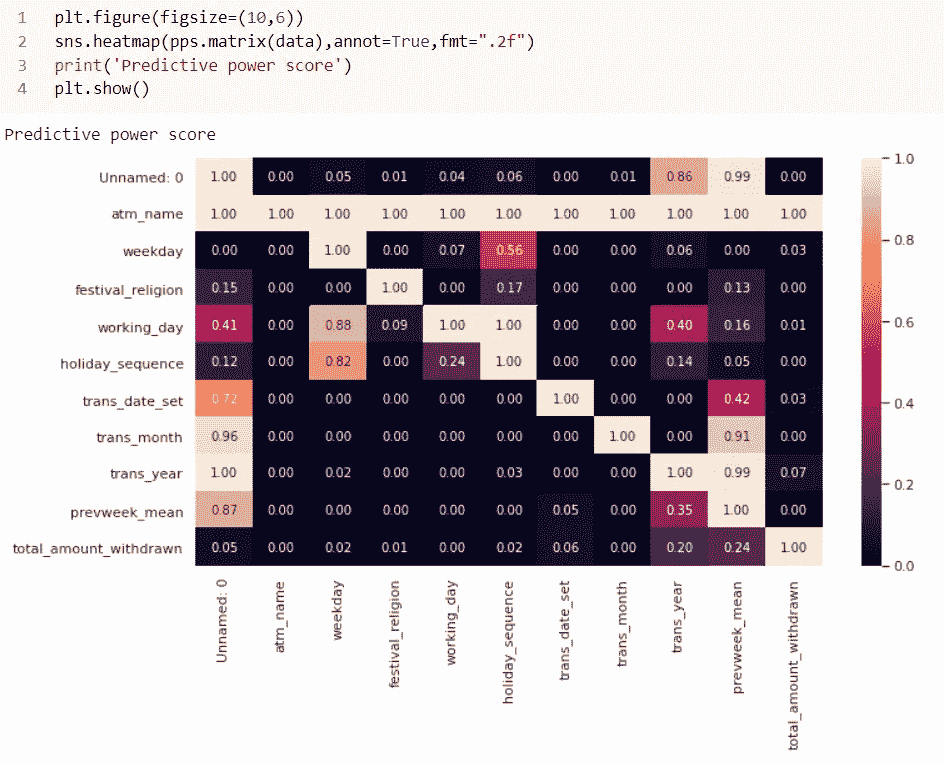 1 plt.figure(figsize=(10,6))
2 sns.heatmap(pps.matrix(data),annot=True,fmt=".2f")
3 print('Predictive power score')
4 plt.show()
Predictive power score
Unnamed: 0 1.00 0.00 0.05 0.01 0.04 0.06 0.00 0.01 0.86 0.99 0.00
atm_name 1.00 1.00 1.00 1.00 1.00 1.00 1.00 1.00 1.00 1.00 1.00
weekday 0.00 0.00 1.00 0.00 0.07 0.56 0.00 0.00 0.06 0.00 0.03
festival_religion 0.15 0.00 0.00 1.00 0.00 0.17 0.00 0.00 0.00 0.13 0.00
working_day 0.41 0.00 0.88 0.09 1.00 1.00 0.00 0.00 0.40 0.16 0.01
holiday_sequence 0.12 0.00 0.82 0.00 0.24 1.00 0.00 0.00 0.14 0.05 0.00
trans_date_set 0.72 0.00 0.00 0.00 0.00 0.00 1.00 0.00 0.00 0.42 0.03
trans_month 0.96 0.00 0.00 0.00 0.00 0.00 0.00 1.00 0.00 0.91 0.00
trans_year 1.00 0.00 0.02 0.00 0.00 0.03 0.00 0.00 1.00 0.99 0.07
prevweek_mean 0.87 0.00 0.00 0.00 0.00 0.00 0.05 0.00 0.35 1.00 0.00
total_amount_withdrawn 0.05 0.00 0.02 0.01 0.00 0.02 0.06 0.00 0.20 0.24 1.00
Unnamed: 0
atm_name
weekday
festival_religion
working_day
holiday_sequence
trans_date_set
trans_month
trans_year
prevweek_mean
total_amount_withdrawn
1.0
0.8
0.6
0.4
0.2
0.0